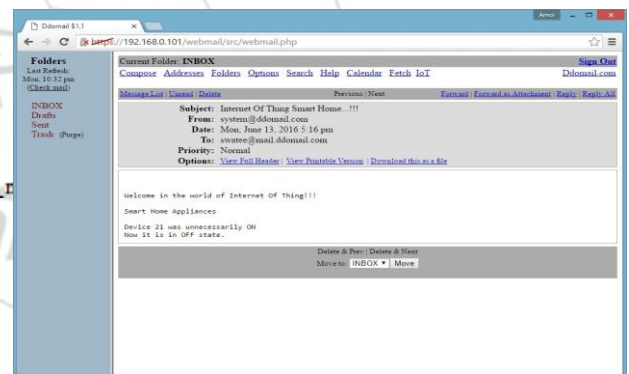 Amol
Ddomail $1.1
https://192.168.0.101/webmail/src/webmail.php
Folders
Last Refresh:
Mon, 10:32 pm
(Check mail)
INBOX
Drafts
Sent
Trash (Purge)
Current Folder: INBOX Sign Out
Compose Addresses Folders Options Search Help Calendar Fetch IoT Ddomail.com
Message List | Unread | Delete Previous | Next Forward | Forward as Attachment | Reply | Reply All
Subject: Internet Of Thing Smart Home...!!!
From: system@ddomail.com
Date: Mon, June 13, 2016 5:16 pm
To: swatee@mail.ddomail.com
Priority: Normal
Options: View Full Header | View Printable Version | Download this as a file
Welcome in the world of Internet Of Thing!!!
Smart Home Appliances
Device 21 was unnecessarily ON
Now it is in OFF state.
Delete & Prev | Delete & Next
Move to: INBOX Move